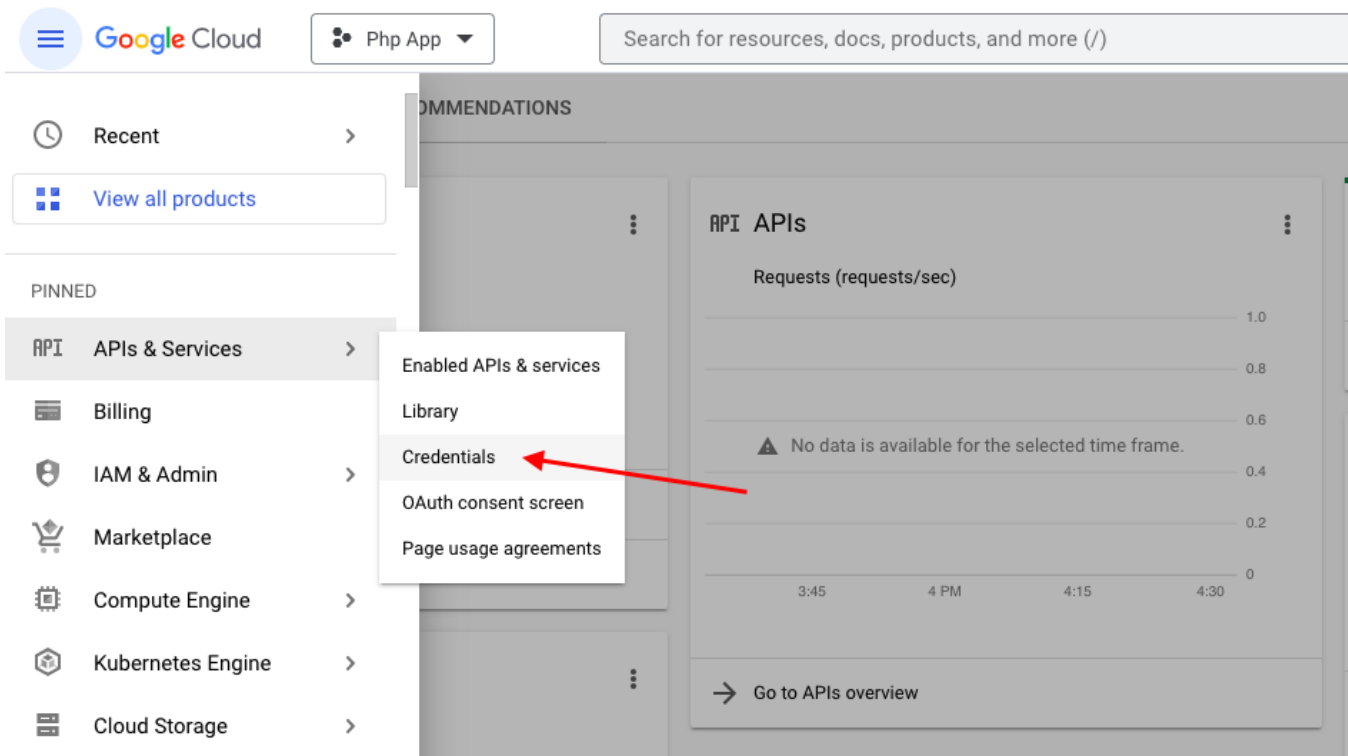 Google Cloud
Php App
Search for resources, docs, products, and more (/)
Recent
View all products
PINNED
API APIs & Services
Billing
IAM & Admin
Marketplace
Compute Engine
Kubernetes Engine
Cloud Storage
Enabled APIs & services
Library
Credentials
OAuth consent screen
Page usage agreements
OMMENDATIONS
API APIs
Requests (requests/sec)
1.0
0.8
0.6
No data is available for the selected time frame.
0.4
0.2
0
3:45 4 PM 4:15 4:30
Go to APIs overview